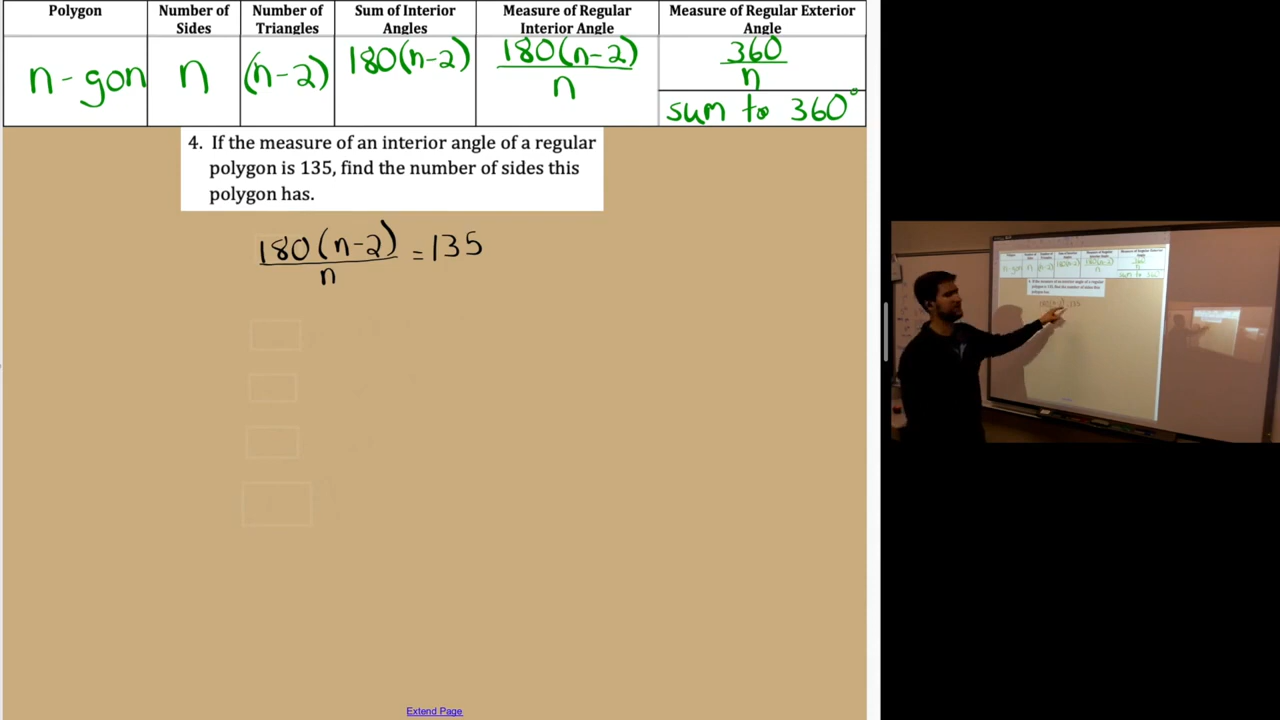 Polygon
Number of Sides
Number of Triangles
Sum of Interior Angles
Measure of Regular Interior Angle
Measure of Regular Exterior Angle
n-gon
n
(n-2)
180(n-2)
180(n-2)
n
360
n
sum to 360°
4. If the measure of an interior angle of a regular
polygon is 135, find the number of sides this
polygon has.
180(n-2)
n
=135
Extend Page